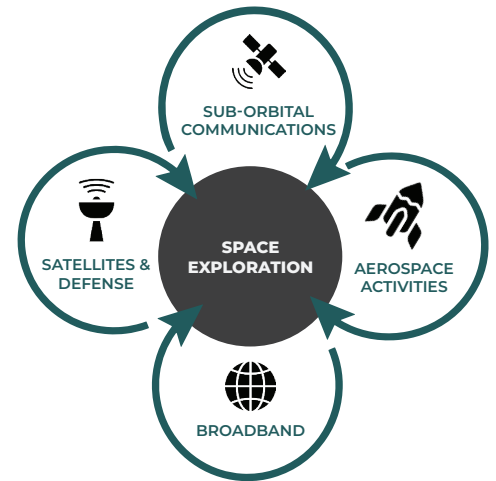 SUB-ORBITAL
COMMUNICATIONS
SATELLITES &
DEFENSE
SPACE
EXPLORATION
AEROSPACE
ACTIVITIES
BROADBAND